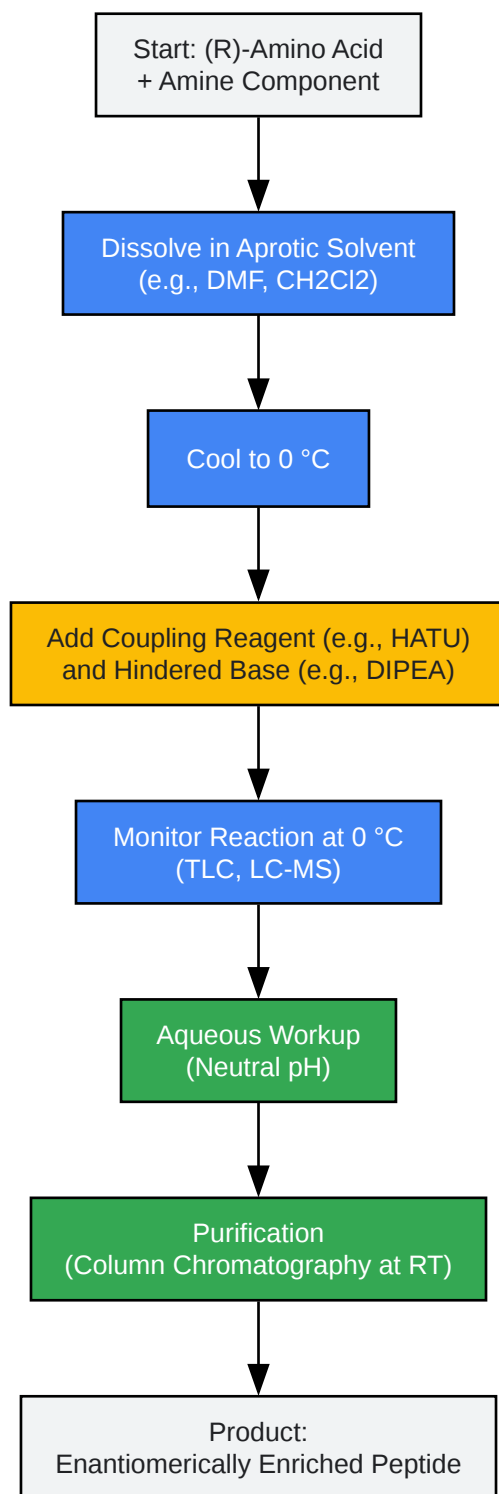 Start: (R)-Amino Acid
+ Amine Component
Dissolve in Aprotic Solvent
(e.g., DMF, CH2Cl2)
Cool to 0 °C
Add Coupling Reagent (e.g., HATU)
and Hindered Base (e.g., DIPEA)
Monitor Reaction at 0 °C
(TLC, LC-MS)
Aqueous Workup
(Neutral pH)
Purification
(Column Chromatography at RT)
Product:
Enantiomerically Enriched Peptide